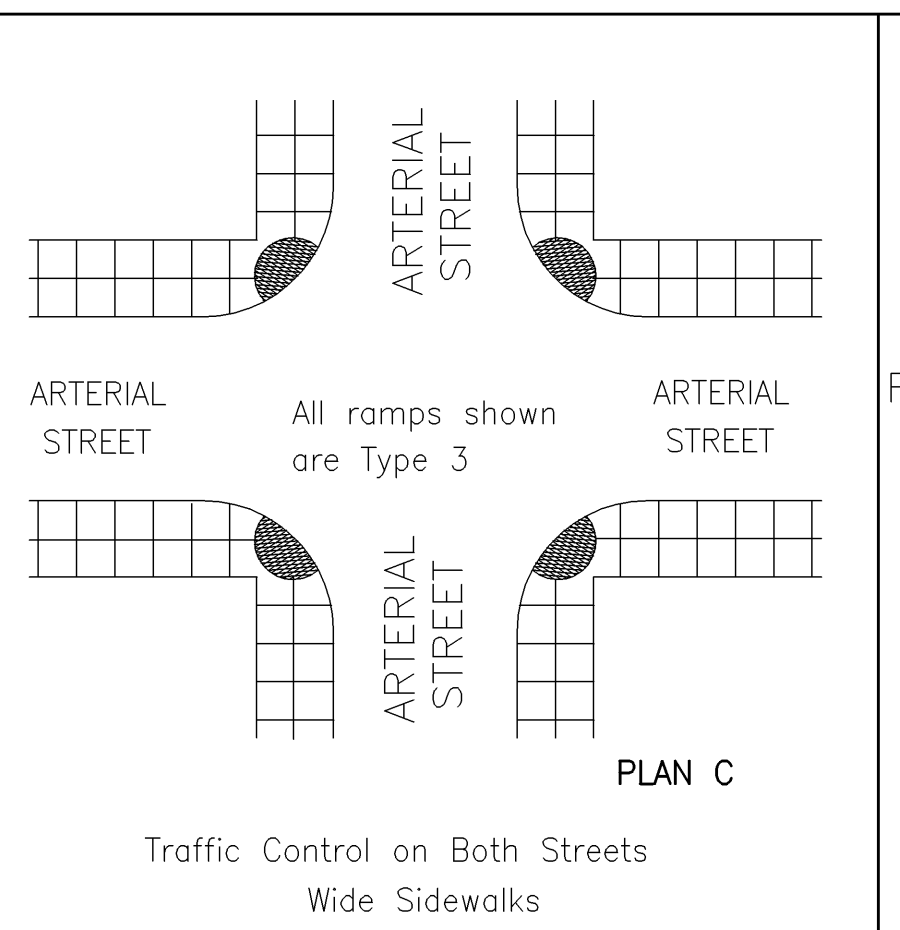 ARTERIAL
STREET
ARTERIAL
STREET
All ramps shown
are Type 3
ARTERIAL
STREET
ARTERIAL
STREET
PLAN C
Traffic Control on Both Streets
Wide Sidewalks